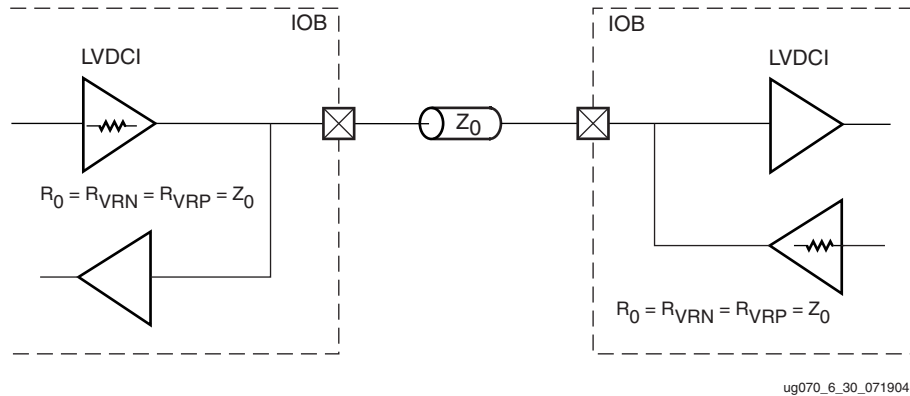 IOB
LVDCI
R0 = RVRN = RVRP = Z0
Z0
IOB
LVDCI
R0 = RVRN = RVRP = Z0
ug070_6_30_071904